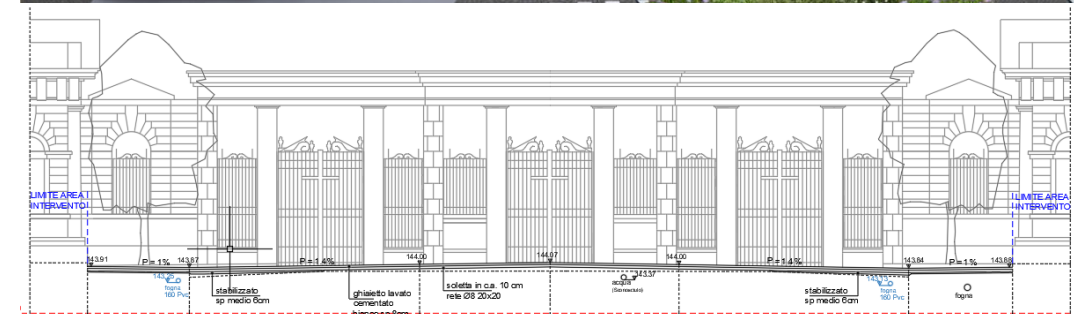 LIMITE AREA
INTERVENTO
LIMITE AREA
INTERVENTO
143.91
P = 1%
143.87
P = 1.4%
144.00
144.07
144.00
P = 1.4%
143.84
P = 1%
143.88
fogna
160 Pvc
stabilizzato
sp medio 6cm
ghiaietto lavato
cementato
soletta in c.a. 10 cm
rete Ø8 20x20
143.37
acqua
stabilizzato
sp medio 6cm
fogna
160 Pvc
fogna